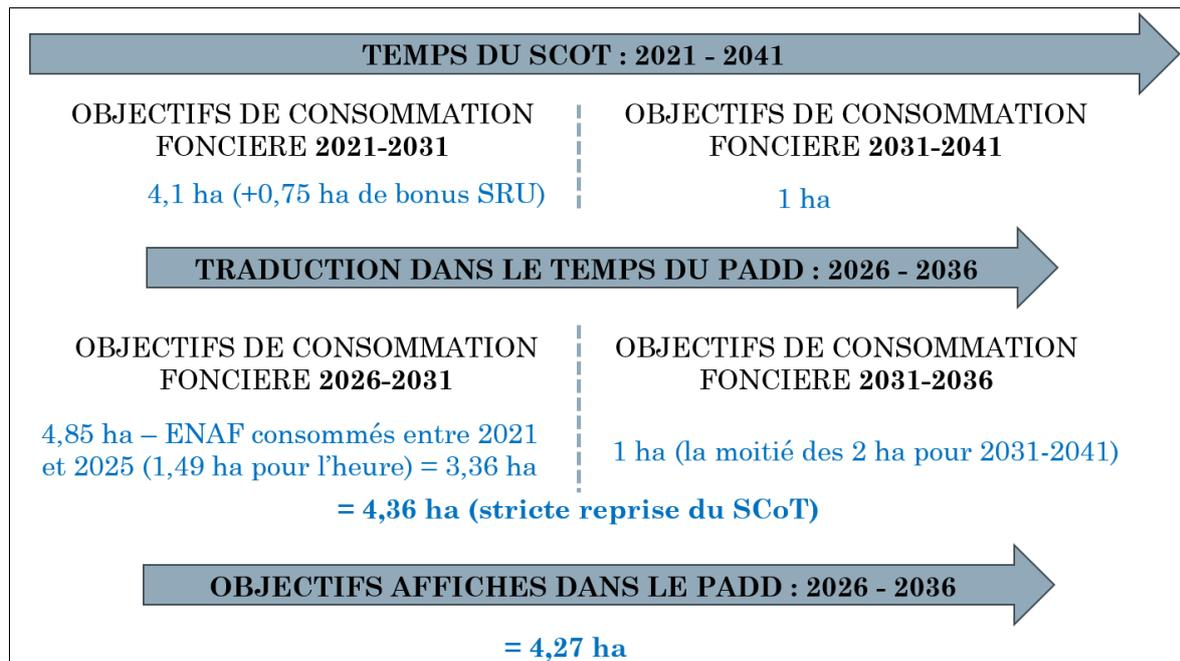 TEMPS DU SCOT : 2021 - 2041
OBJECTIFS DE CONSOMMATION
FONCIERE 2021-2031
4,1 ha (+0,75 ha de bonus SRU)
OBJECTIFS DE CONSOMMATION
FONCIERE 2031-2041
1 ha
TRADUCTION DANS LE TEMPS DU PADD : 2026 - 2036
OBJECTIFS DE CONSOMMATION
FONCIERE 2026-2031
4,85 ha – ENAF consommés entre 2021
et 2025 (1,49 ha pour l’heure) = 3,36 ha
OBJECTIFS DE CONSOMMATION
FONCIERE 2031-2036
1 ha (la moitié des 2 ha pour 2031-2041)
= 4,36 ha (stricte reprise du SCoT)
OBJECTIFS AFFICHES DANS LE PADD : 2026 - 2036
= 4,27 ha